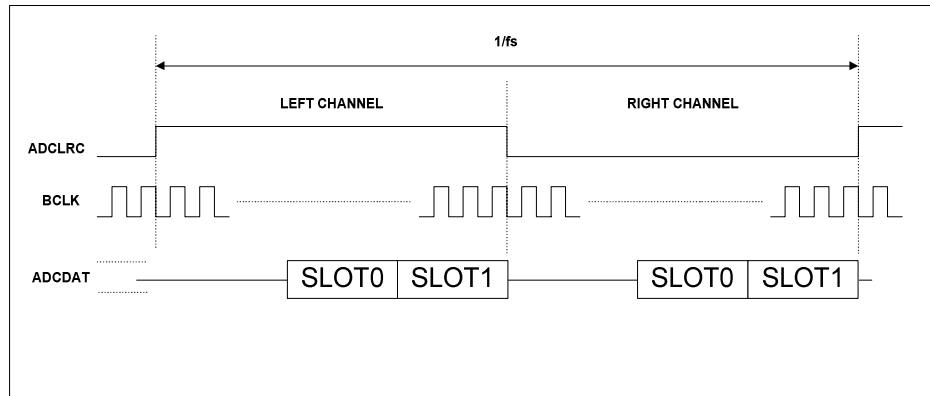 1/fs
LEFT CHANNEL RIGHT CHANNEL
ADCLRC
BCLK
ADCDAT SLOT0 SLOT1 SLOT0 SLOT1